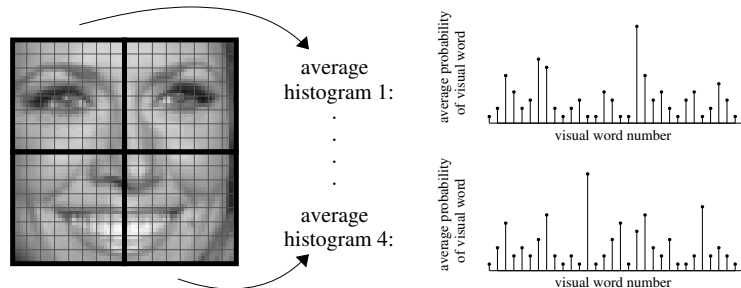 average
histogram 1:
.
.
.
.
average
histogram 4:
average probability
of visual word
visual word number
average probability
of visual word
visual word number